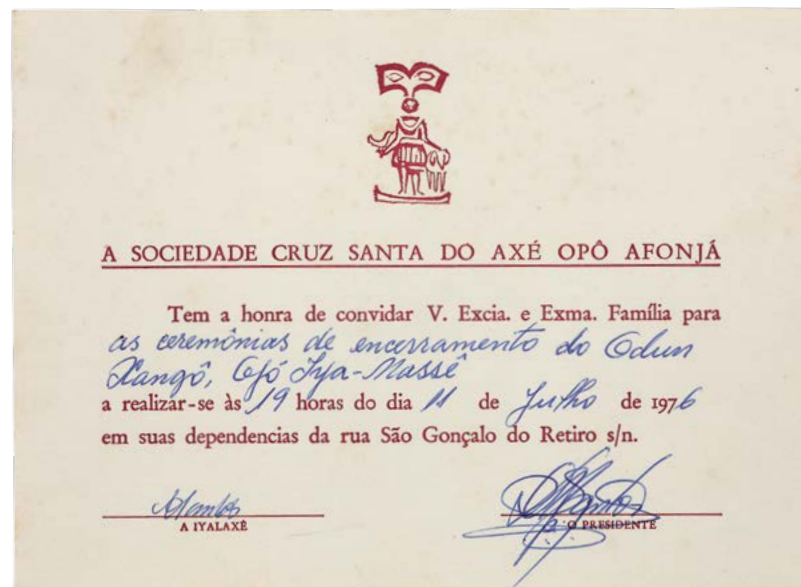 A SOCIEDADE CRUZ SANTA DO AXÉ OPÔ AFONJÁ
Tem a honra de convidar V. Excia. e Exma. Família para
as ceremônias de encerramento do Odun
Xangô, Ojó Iya-Massê
a realizar-se às 19 horas do dia 11 de Julho de 1976
em suas dependencias da rua São Gonçalo do Retiro s/n.
A IYALAXÊ
O PRESIDENTE